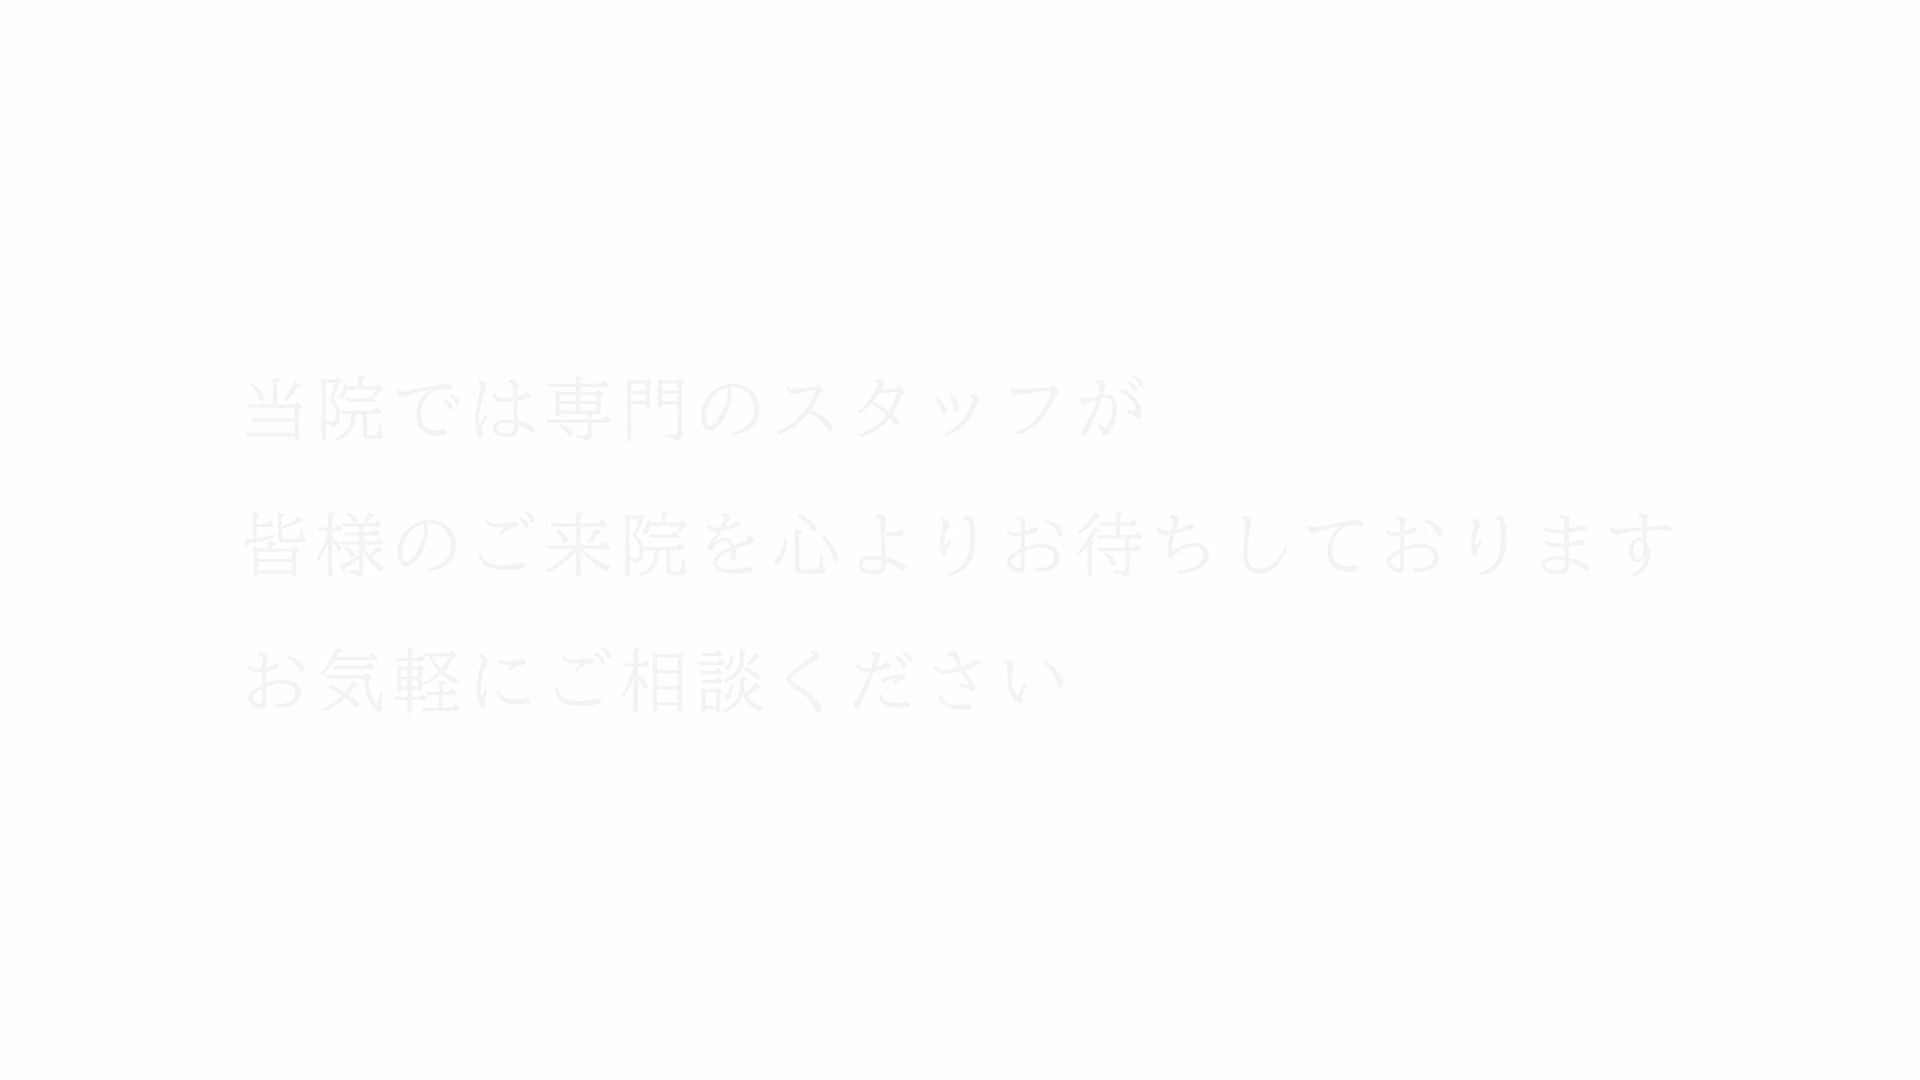 当院では専門のスタッフが
皆様のご来院を心よりお待ちしております
お気軽にご相談ください